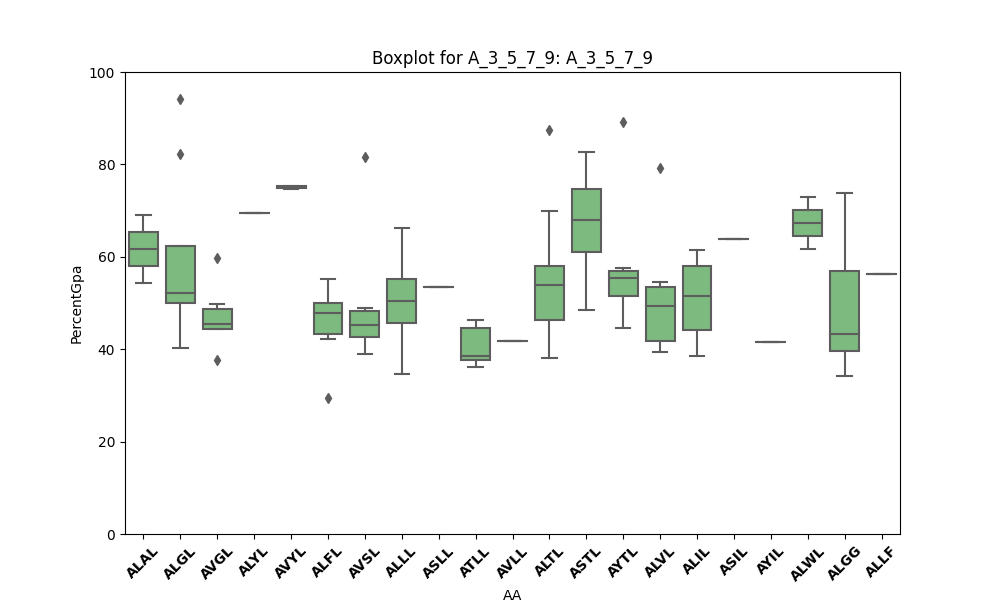 Boxplot for A_3_5_7_9: A_3_5_7_9
100
80
60
40
20
0
PercentGpa
ALAL ALGL AVGL ALYL AVYL ALFL AVSL ALLL ASLL ATLL AVLL ALTL ASTL AYTL ALVL ALIL ASIL AYIL ALWL ALGG ALLF
AA